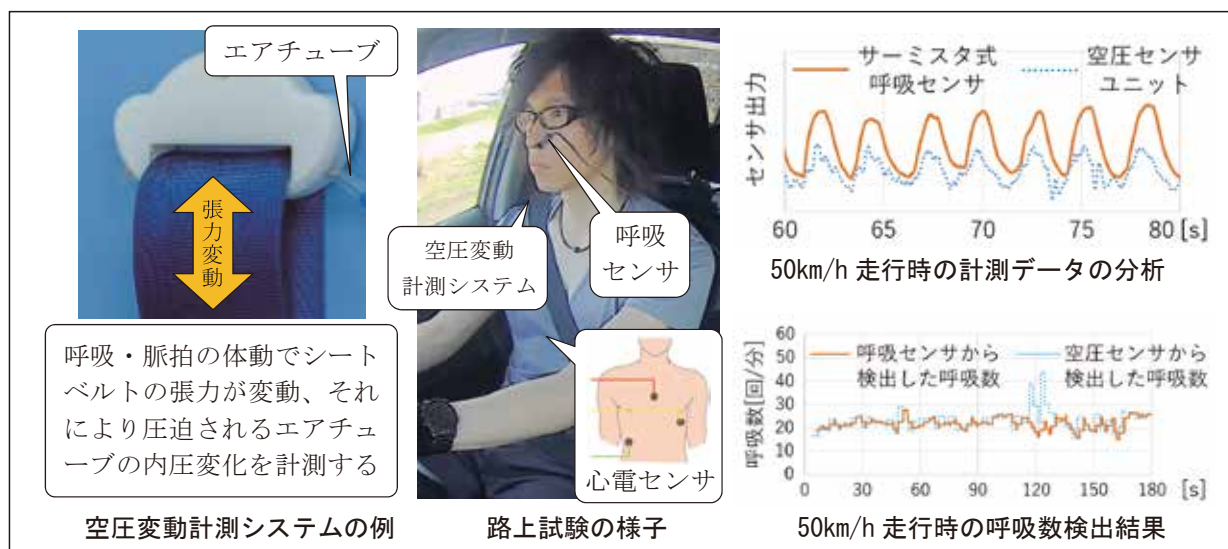 エアチューブ
張力変動
呼吸・脈拍の体動でシート
ベルトの張力が変動、それ
により圧迫されるエアチュ
ーブの内圧変化を計測する
空圧変動計測システムの例
空圧変動
計測システム
呼吸
センサ
心電センサ
路上試験の様子
サーミスタ式
呼吸センサ
空圧センサ
ユニット
センサ出力
60 65 70 75 80 [s]
50km/h 走行時の計測データの分析
呼吸センサから
検出した呼吸数
空圧センサから
検出した呼吸数
呼吸数[回/分]
60
50
40
30
20
10
0
0 30 60 90 120 150 180 [s]
50km/h 走行時の呼吸数検出結果